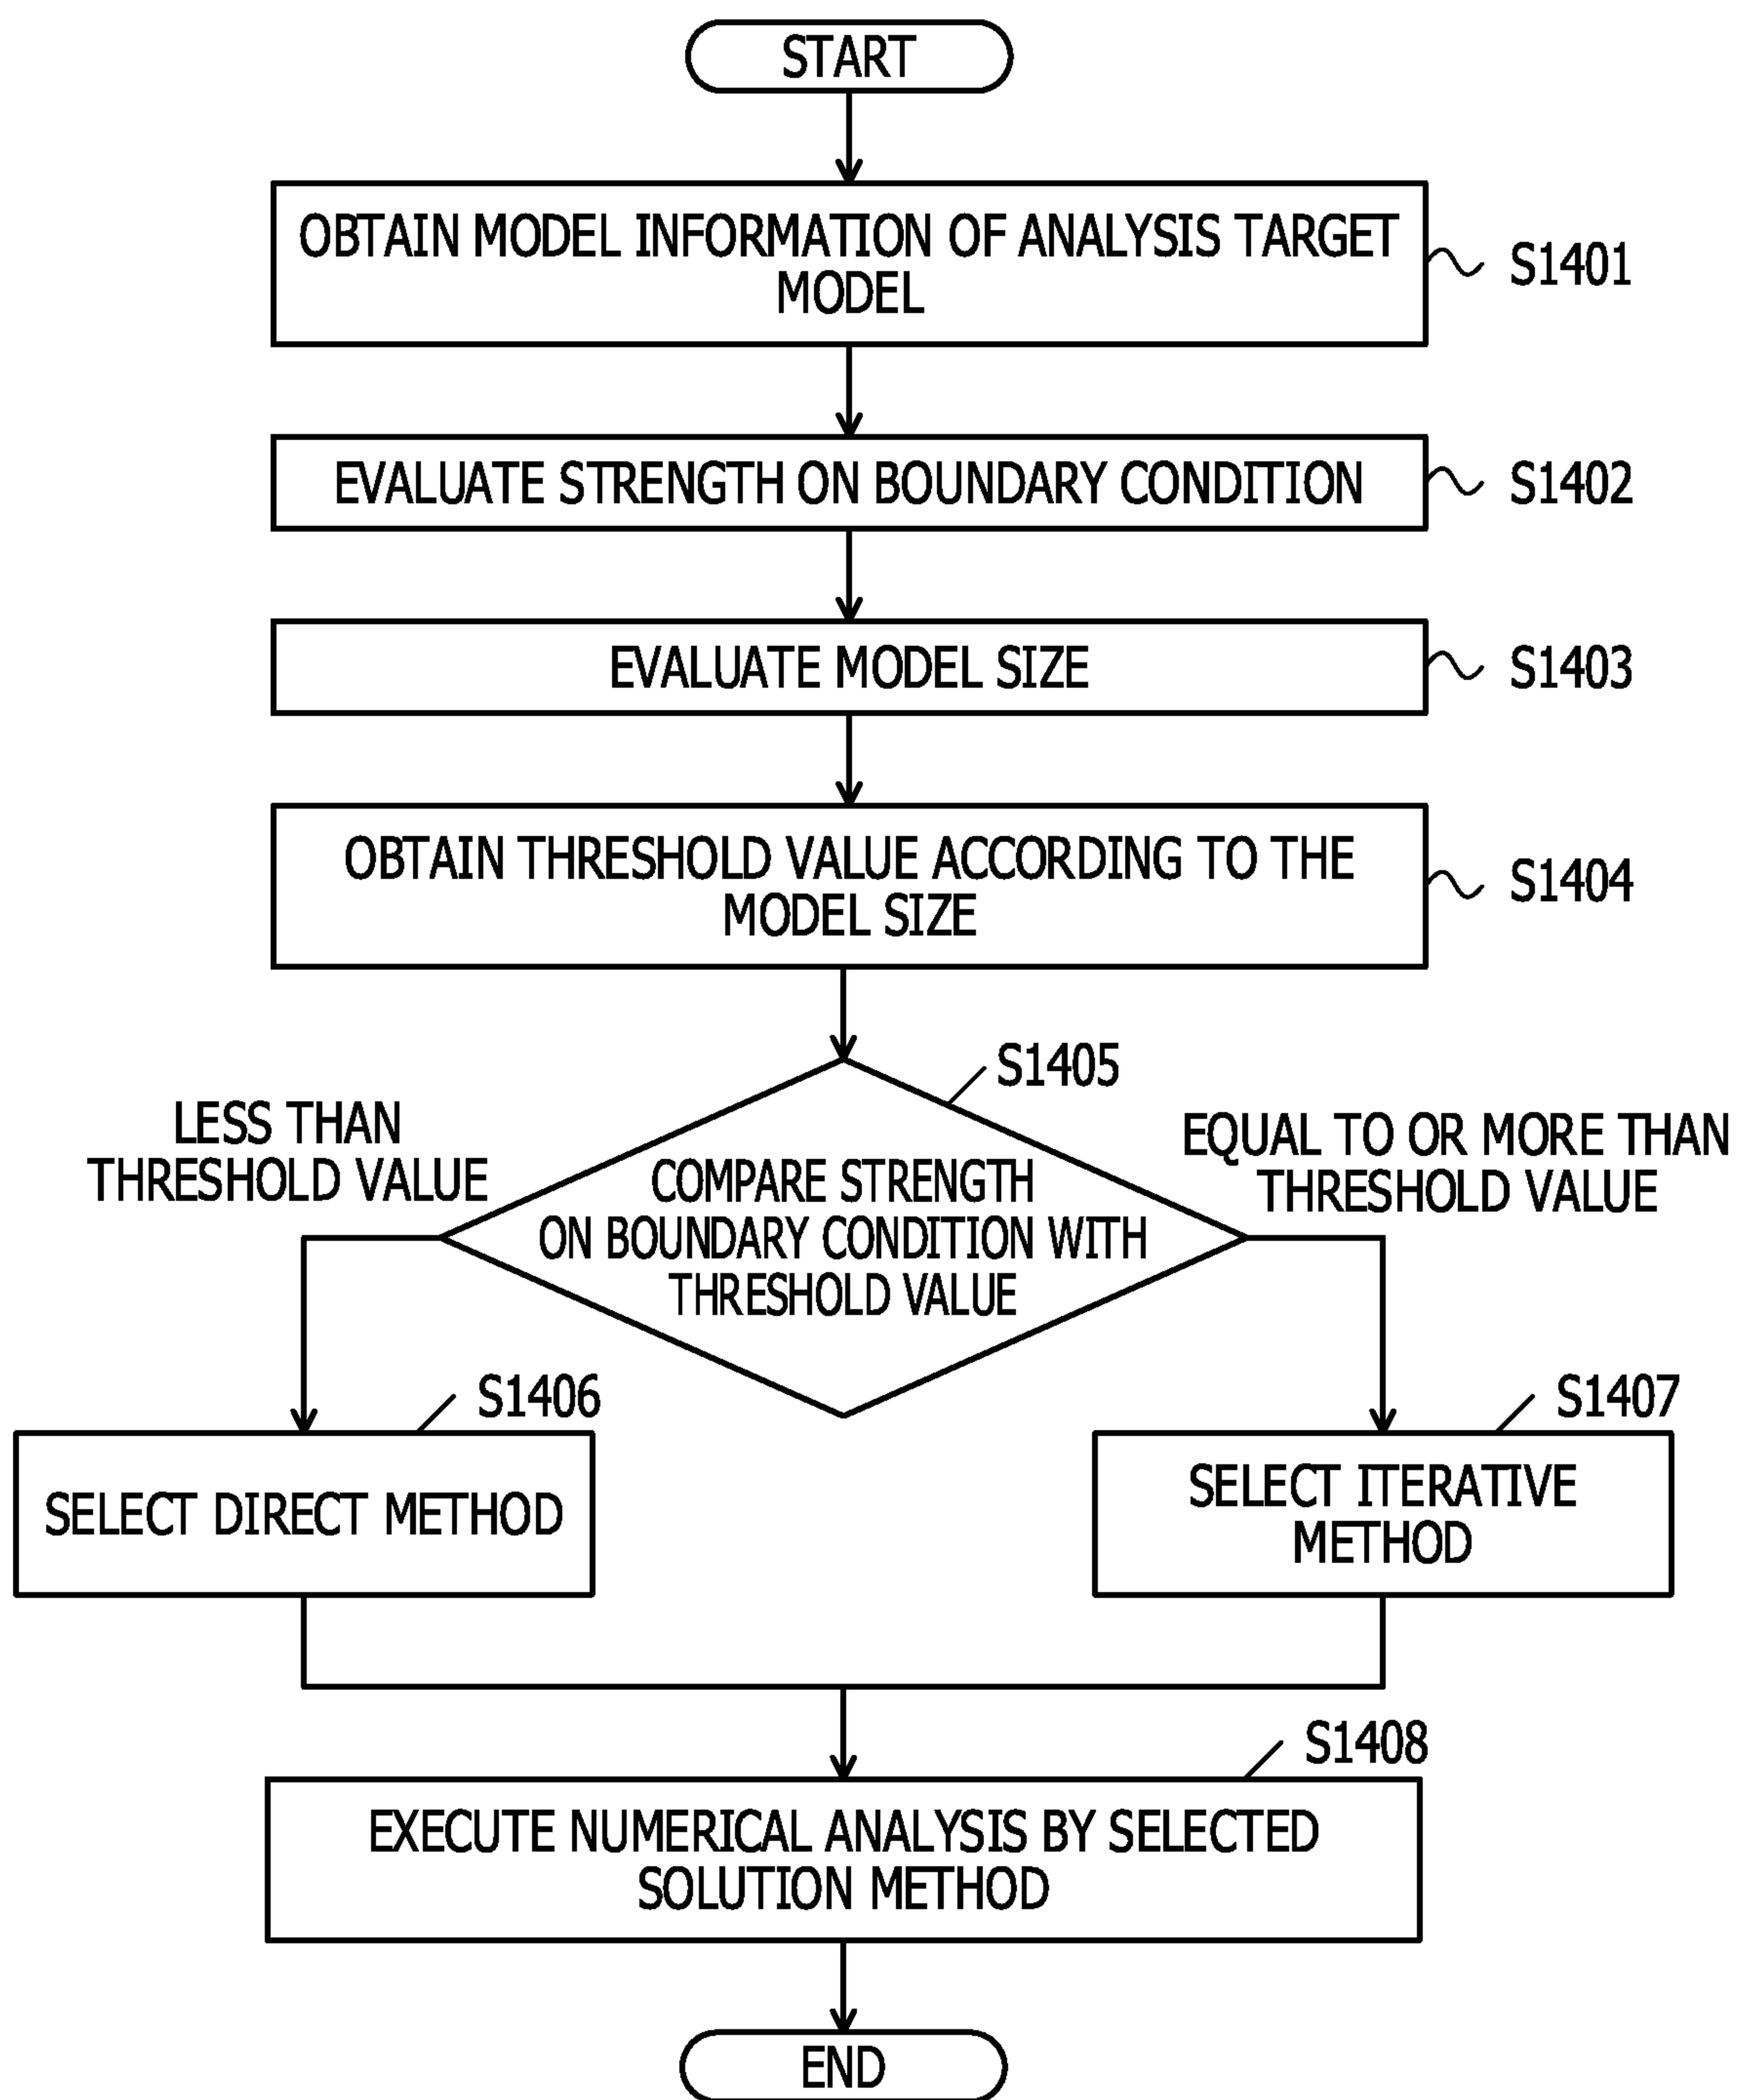 START
OBTAIN MODEL INFORMATION OF ANALYSIS TARGET
MODEL
S1401
EVALUATE STRENGTH ON BOUNDARY CONDITION
S1402
EVALUATE MODEL SIZE
S1403
OBTAIN THRESHOLD VALUE ACCORDING TO THE
MODEL SIZE
S1404
S1405
LESS THAN
THRESHOLD VALUE
EQUAL TO OR MORE THAN
THRESHOLD VALUE
COMPARE STRENGTH
ON BOUNDARY CONDITION WITH
THRESHOLD VALUE
S1406
SELECT DIRECT METHOD
S1407
SELECT ITERATIVE
METHOD
S1408
EXECUTE NUMERICAL ANALYSIS BY SELECTED
SOLUTION METHOD
END